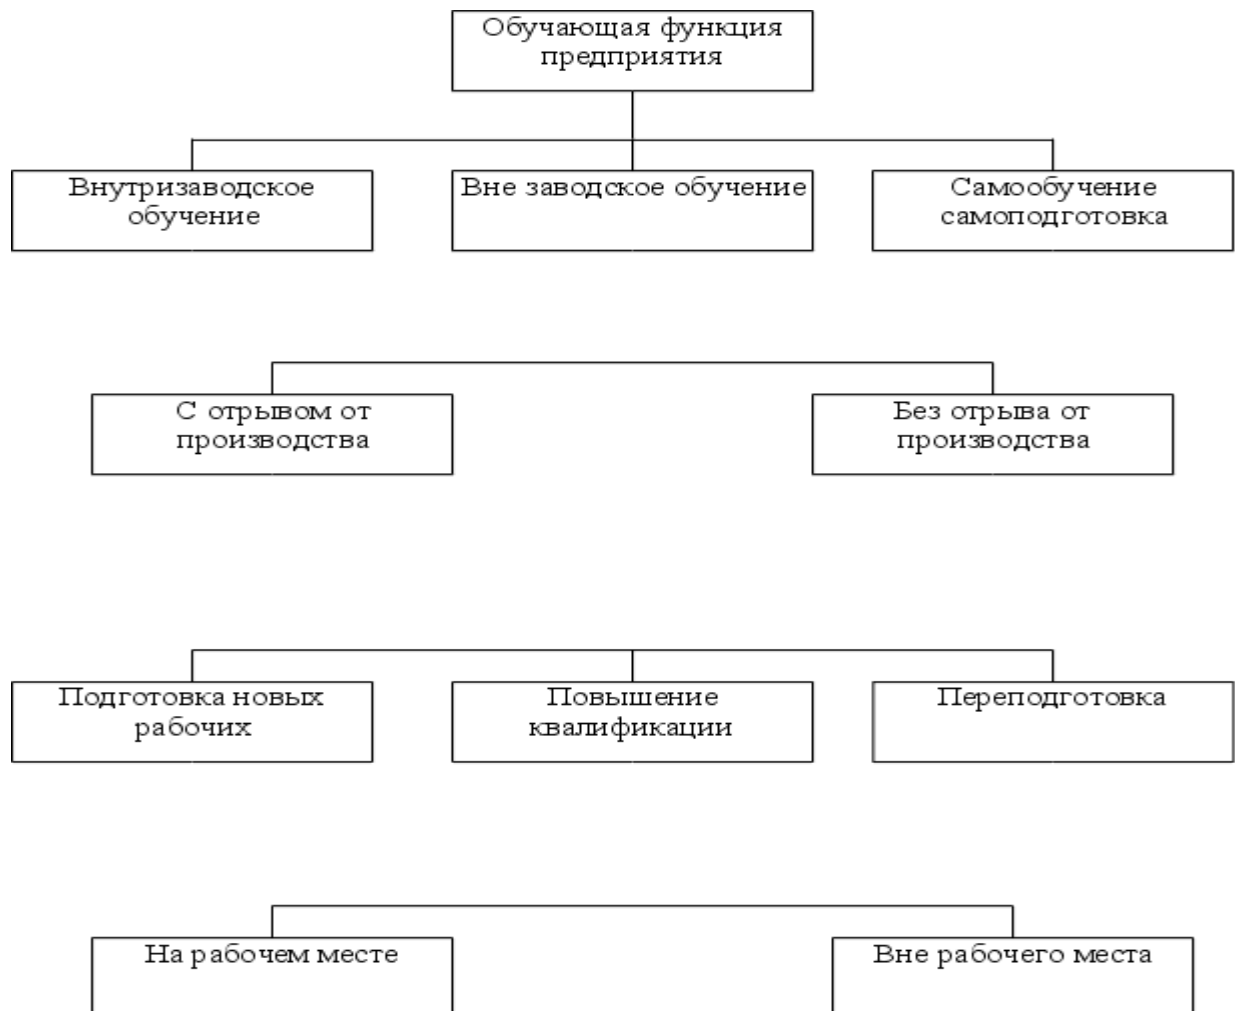 Обучающая функция
предприятия
Внутризаводское
обучение
Вне заводское обучение
Самообучение
самоподготовка
С отрывом от
производства
Без отрыва от
производства
Подготовка новых
рабочих
Повышение
квалификации
Переподготовка
На рабочем месте
Вне рабочего места